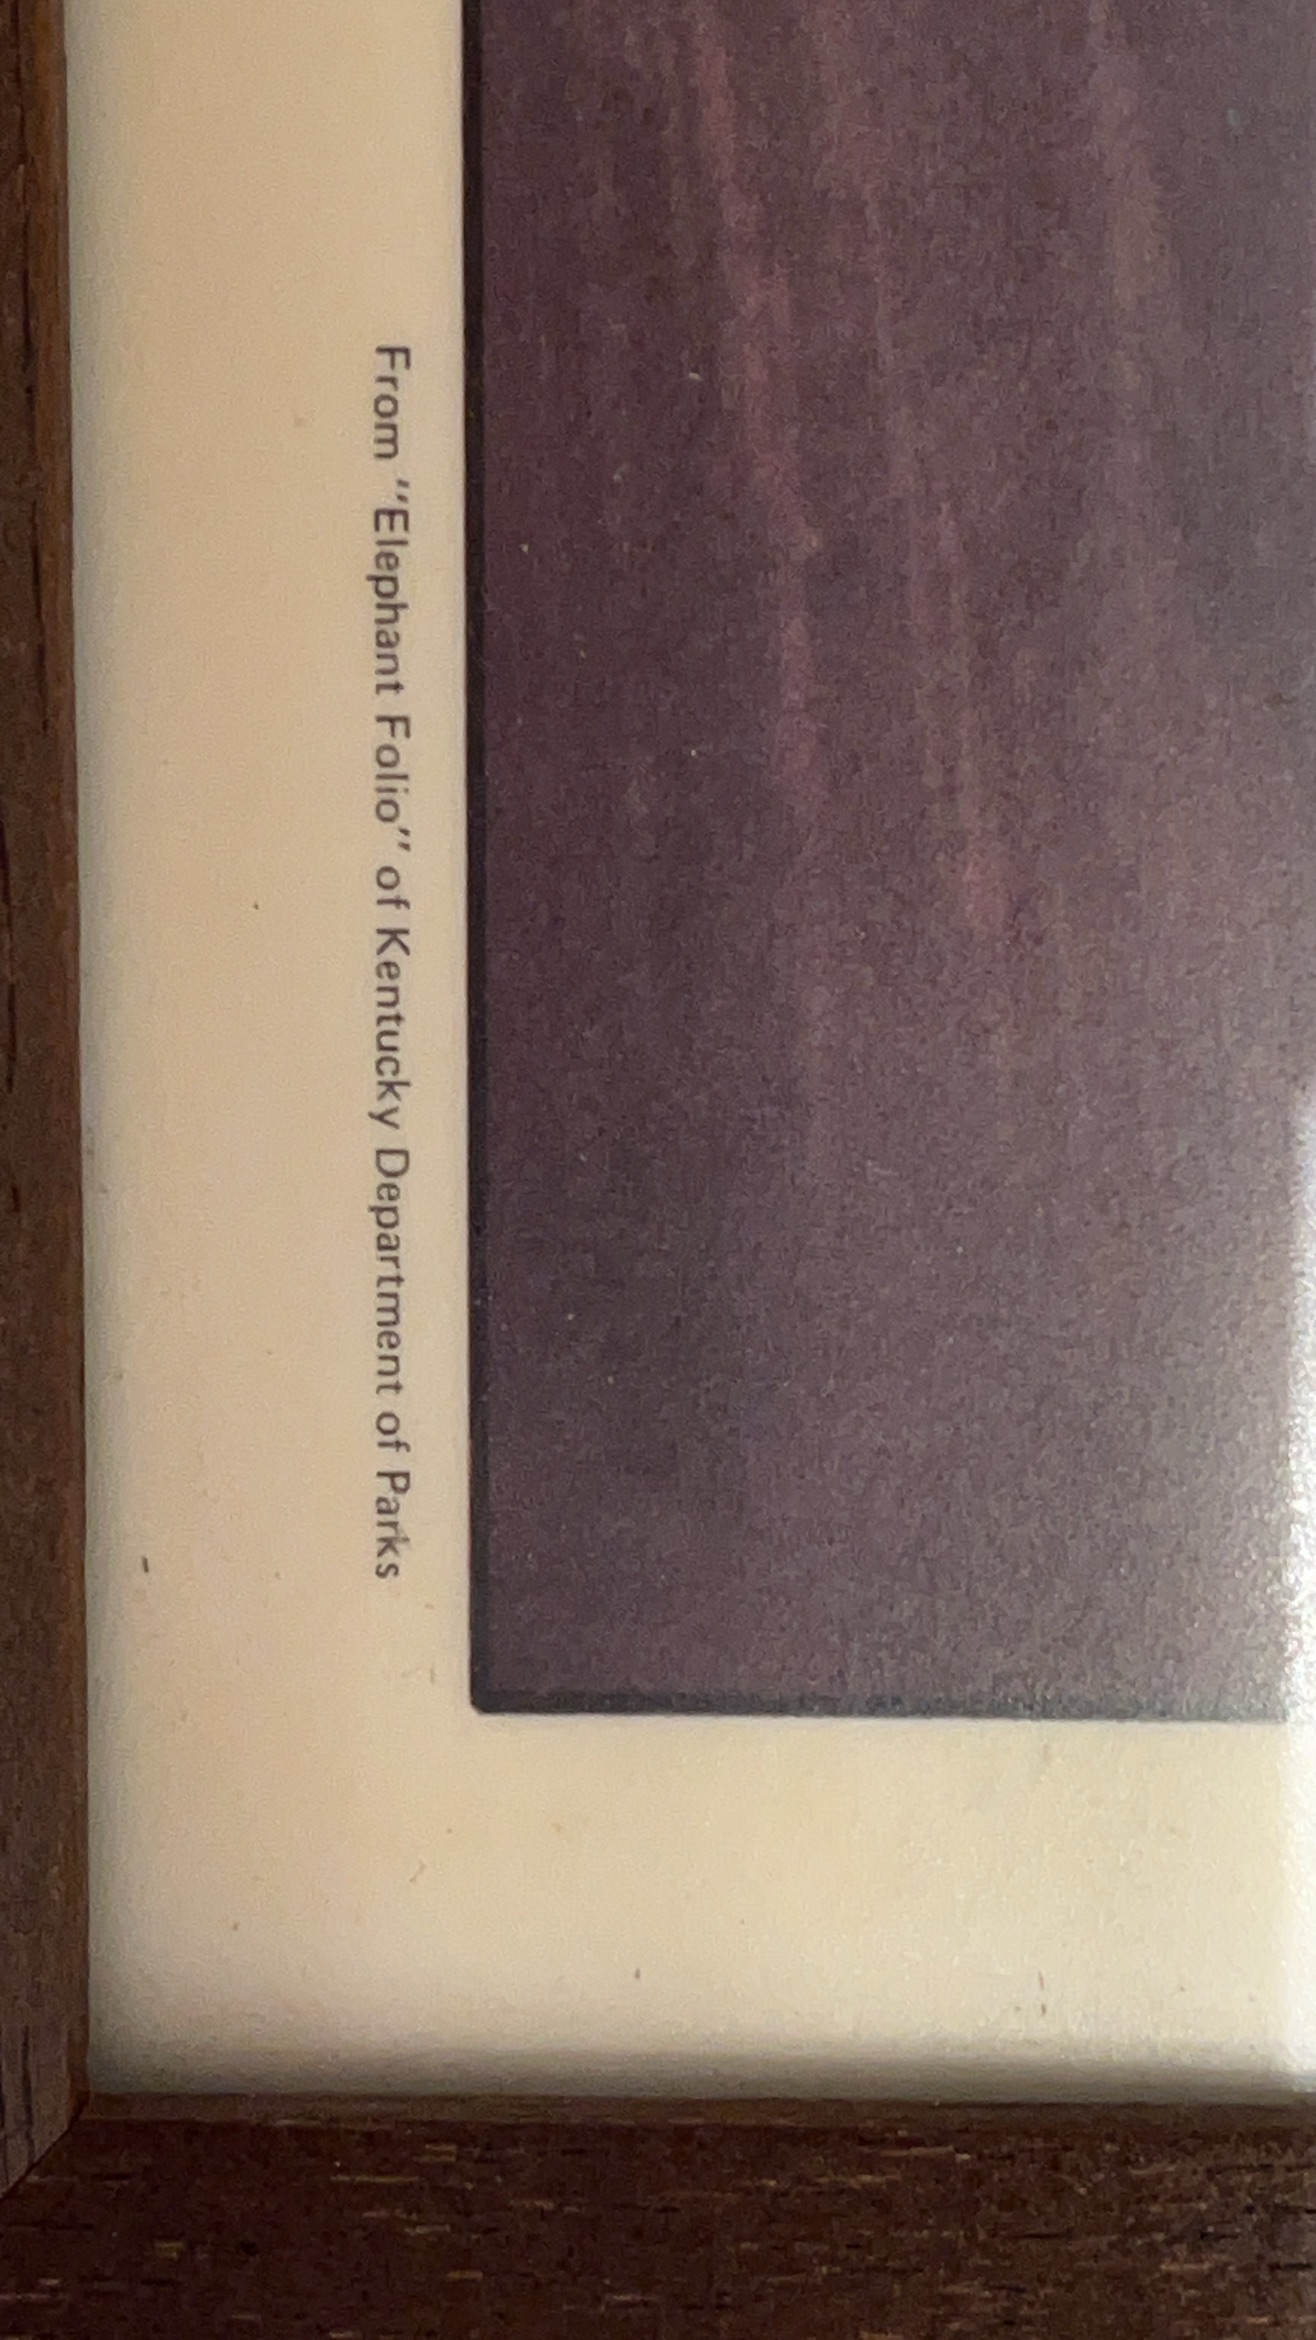 From "Elephant Folio" of Kentucky Department of Parks